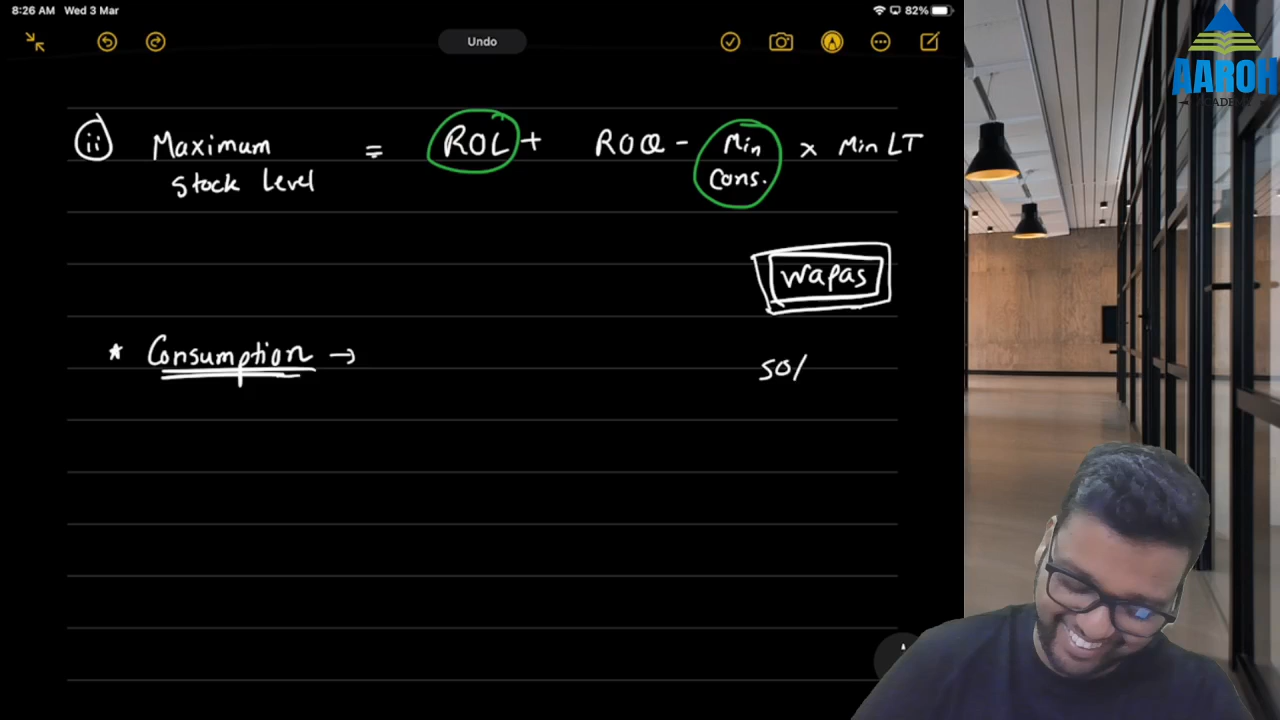 8:26 AM Wed 3 Mar
82%
Undo
AAROH
ACADEMY
ii Maximum = ROL + ROQ - Min × Min LT
Stock Level Cons.
Wapas
* Consumption →
50/